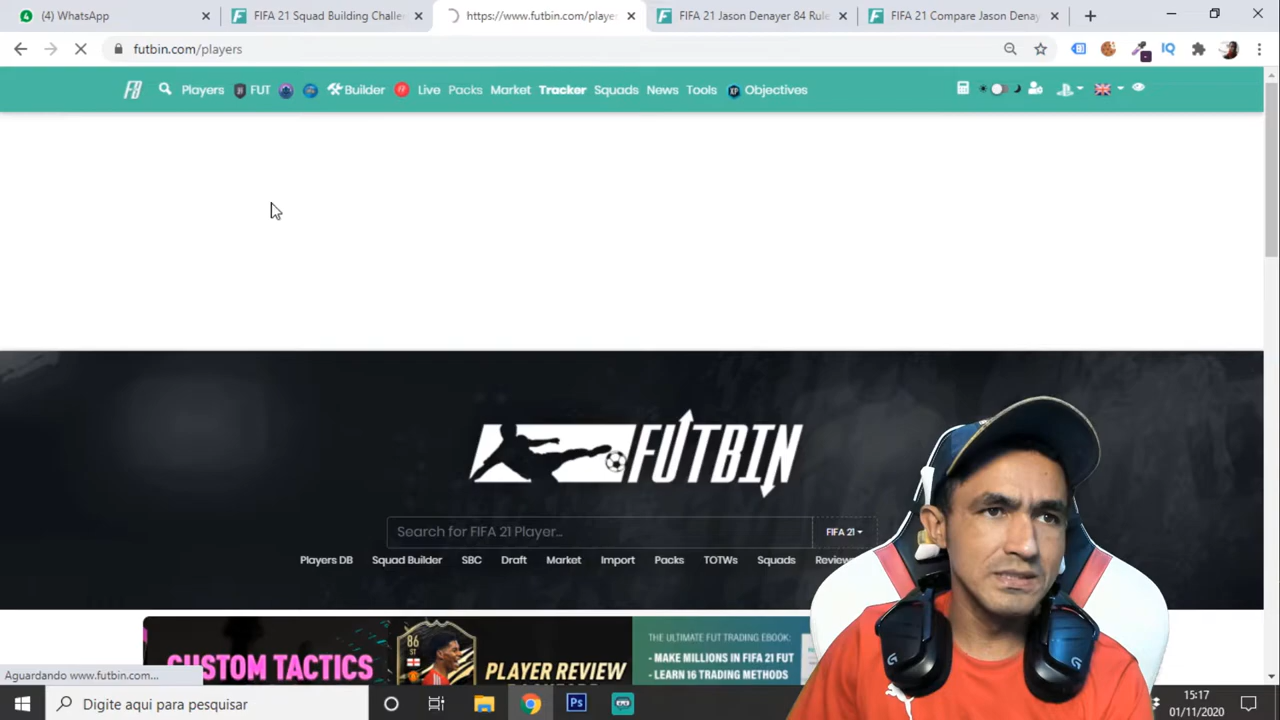 (4) WhatsApp
FIFA 21 Squad Building Challe
https://www.futbin.com/playe
FIFA 21 Jason Denayer 84 Rule
FIFA 21 Compare Jason Denay
futbin.com/players
Players FUT Builder Live Packs Market Tracker Squads News Tools Objectives
FUTBIN
Search for FIFA 21 Player...
FIFA 21
Players DB Squad Builder SBC Draft Market Import Packs TOTWs Squads Review
CUSTOM TACTICS
86
ST
PLAYER REVIEW
THE ULTIMATE FUT TRADING EBOOK:
- MAKE MILLIONS IN FIFA 21 FUT
- LEARN 16 TRADING METHODS
Aguardando www.futbin.com...
Digite aqui para pesquisar
Ps
15:17
01/11/2020